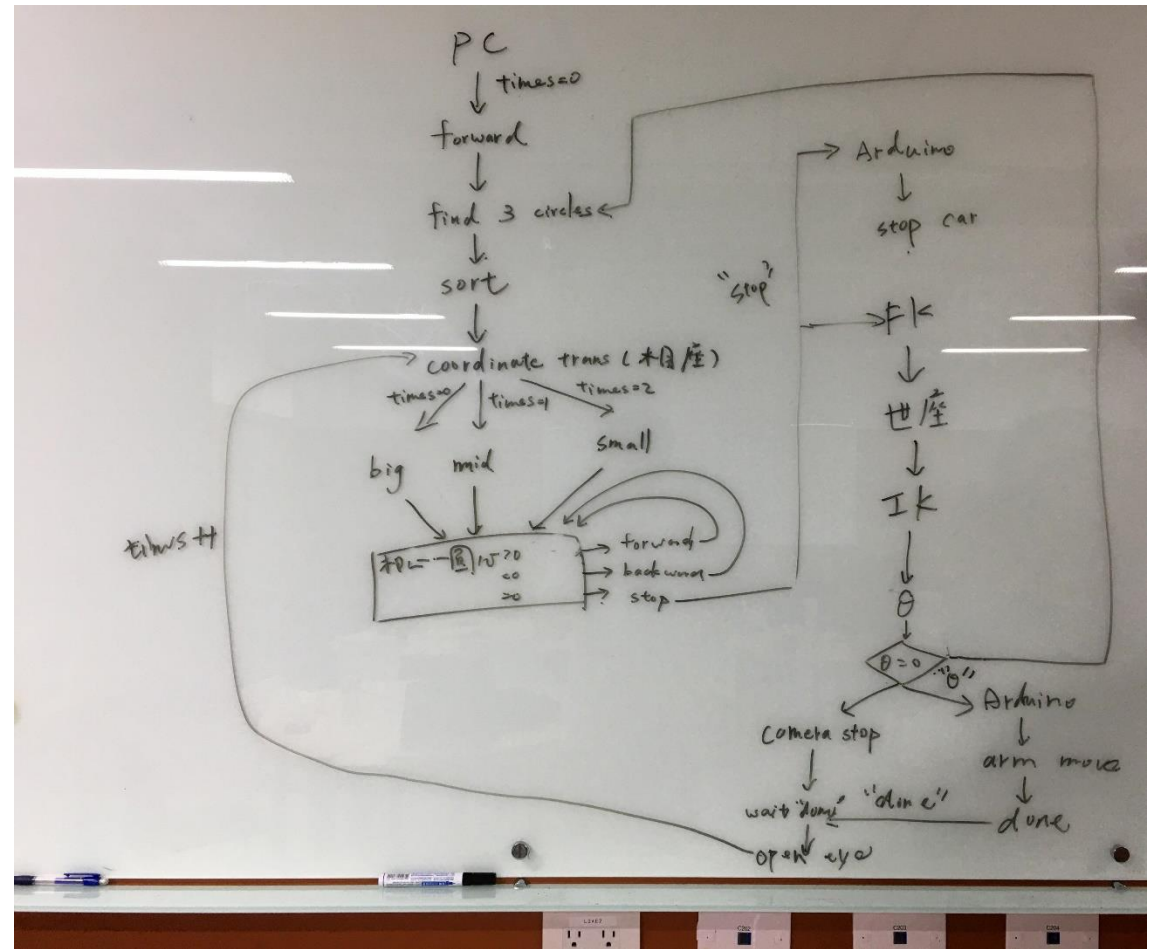 PC
times=0
forward
find 3 circles
sort
coordinate trans (相座)
times=0
times=1
times=2
big
mid
small
>0
<0
=0
forward
backward
stop
"stop"
Arduino
stop car
FK
世座
IK
θ
θ=0
"θ"
Camera stop
wait "done"
open eye
Arduino
arm move
done
"done"